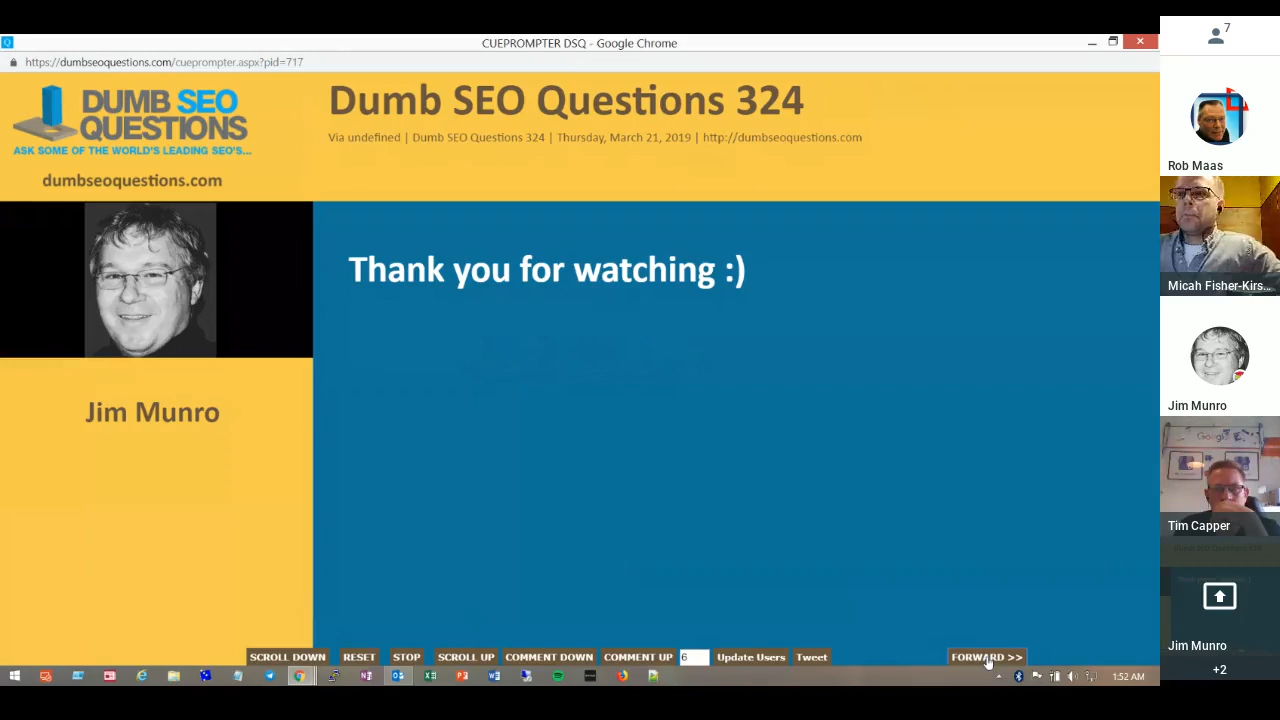 CUEPROMPTER DSQ - Google Chrome
https://dumbseoquestions.com/cueprompter.aspx?pid=717
DUMB SEO
QUESTIONS
ASK SOME OF THE WORLD'S LEADING SEO'S...
dumbseoquestions.com
Dumb SEO Questions 324
Via undefined | Dumb SEO Questions 324 | Thursday, March 21, 2019 | http://dumbseoquestions.com
Thank you for watching :)
Jim Munro
SCROLL DOWN RESET STOP SCROLL UP COMMENT DOWN COMMENT UP 6 Update Users Tweet FORWARD >>
1:52 AM
7
Rob Maas
Micah Fisher-Kirs...
Jim Munro
Google
Tim Capper
Jim Munro
+2